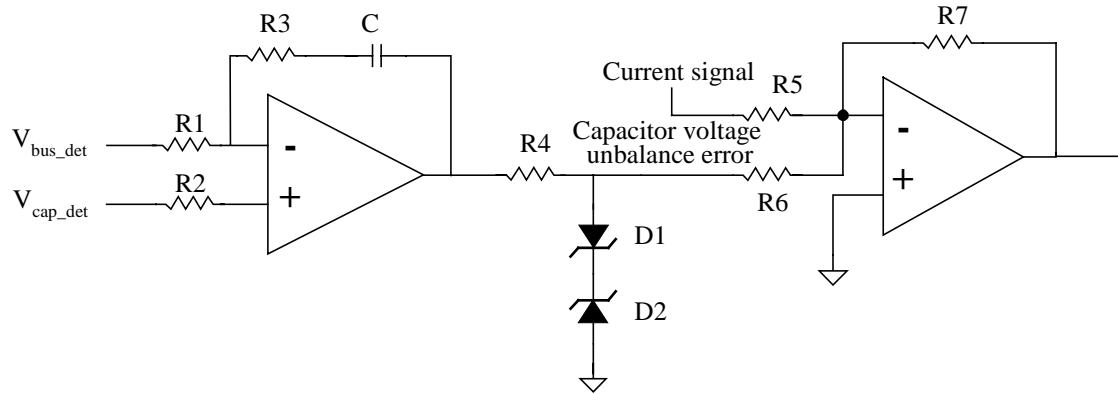 R3
C
R7
Current signal
R5
R1
V_bus_det
-
R4
Capacitor voltage
unbalance error
-
R2
V_cap_det
+
R6
+
D1
D2